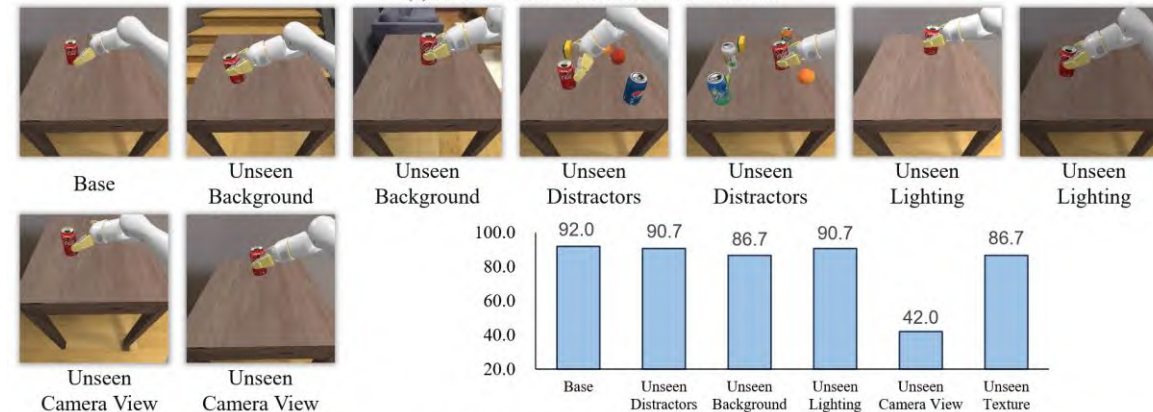 Base
Unseen
Background
Unseen
Background
Unseen
Distractors
Unseen
Distractors
Unseen
Lighting
Unseen
Lighting
Unseen
Camera View
Unseen
Camera View
100.0
80.0
60.0
40.0
20.0
92.0
90.7
86.7
90.7
42.0
86.7
Base
Unseen
Distractors
Unseen
Background
Unseen
Lighting
Unseen
Camera View
Unseen
Texture